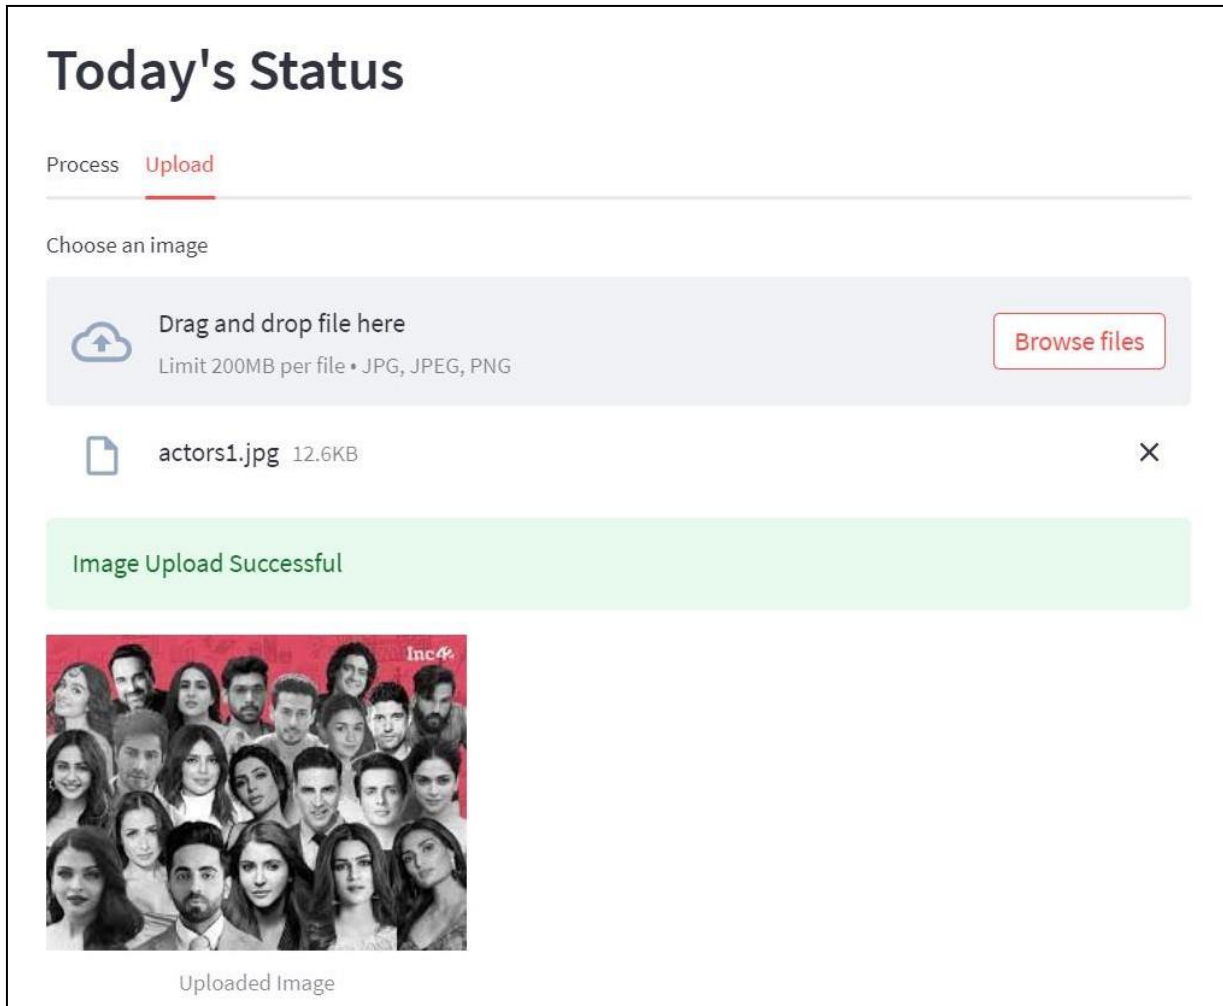 Today's Status
Process Upload
Choose an image
Drag and drop file here
Limit 200MB per file • JPG, JPEG, PNG
Browse files
actors1.jpg 12.6KB
Image Upload Successful
Inc42
Uploaded Image